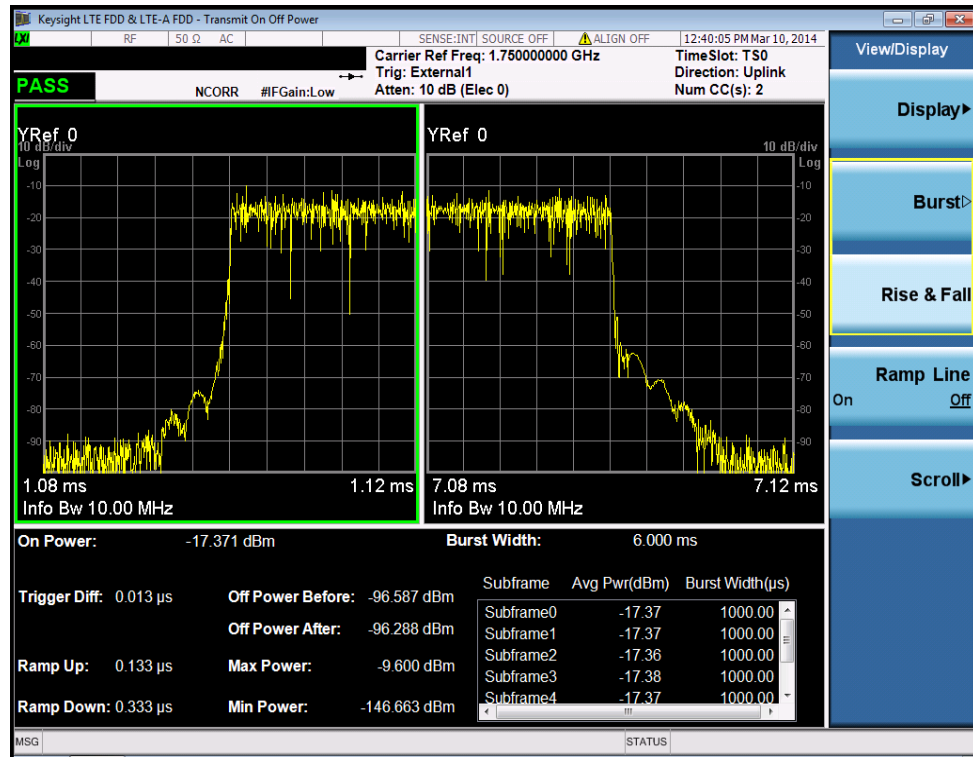 Keysight LTE FDD & LTE-A FDD - Transmit On Off Power
LXI RF 50 Ω AC SENSE:INT SOURCE OFF ALIGN OFF 12:40:05 PM Mar 10, 2014
Carrier Ref Freq: 1.750000000 GHz TimeSlot: TS0
Trig: External1 Direction: Uplink
PASS NCORR #IFGain:Low Atten: 10 dB (Elec 0) Num CC(s): 2
YRef 0
10 dB/div
Log
-10
-20
-30
-40
-50
-60
-70
-80
-90
1.08 ms 1.12 ms
Info Bw 10.00 MHz
YRef 0
10 dB/div
Log
-10
-20
-30
-40
-50
-60
-70
-80
-90
7.08 ms 7.12 ms
Info Bw 10.00 MHz
On Power: -17.371 dBm Burst Width: 6.000 ms
Trigger Diff: 0.013 µs Off Power Before: -96.587 dBm
Off Power After: -96.288 dBm
Ramp Up: 0.133 µs Max Power: -9.600 dBm
Ramp Down: 0.333 µs Min Power: -146.663 dBm
Subframe Avg Pwr(dBm) Burst Width(µs)
Subframe0 -17.37 1000.00
Subframe1 -17.37 1000.00
Subframe2 -17.36 1000.00
Subframe3 -17.38 1000.00
Subframe4 -17.37 1000.00
MSG STATUS
View/Display
Display
Burst
Rise & Fall
Ramp Line
On Off
Scroll